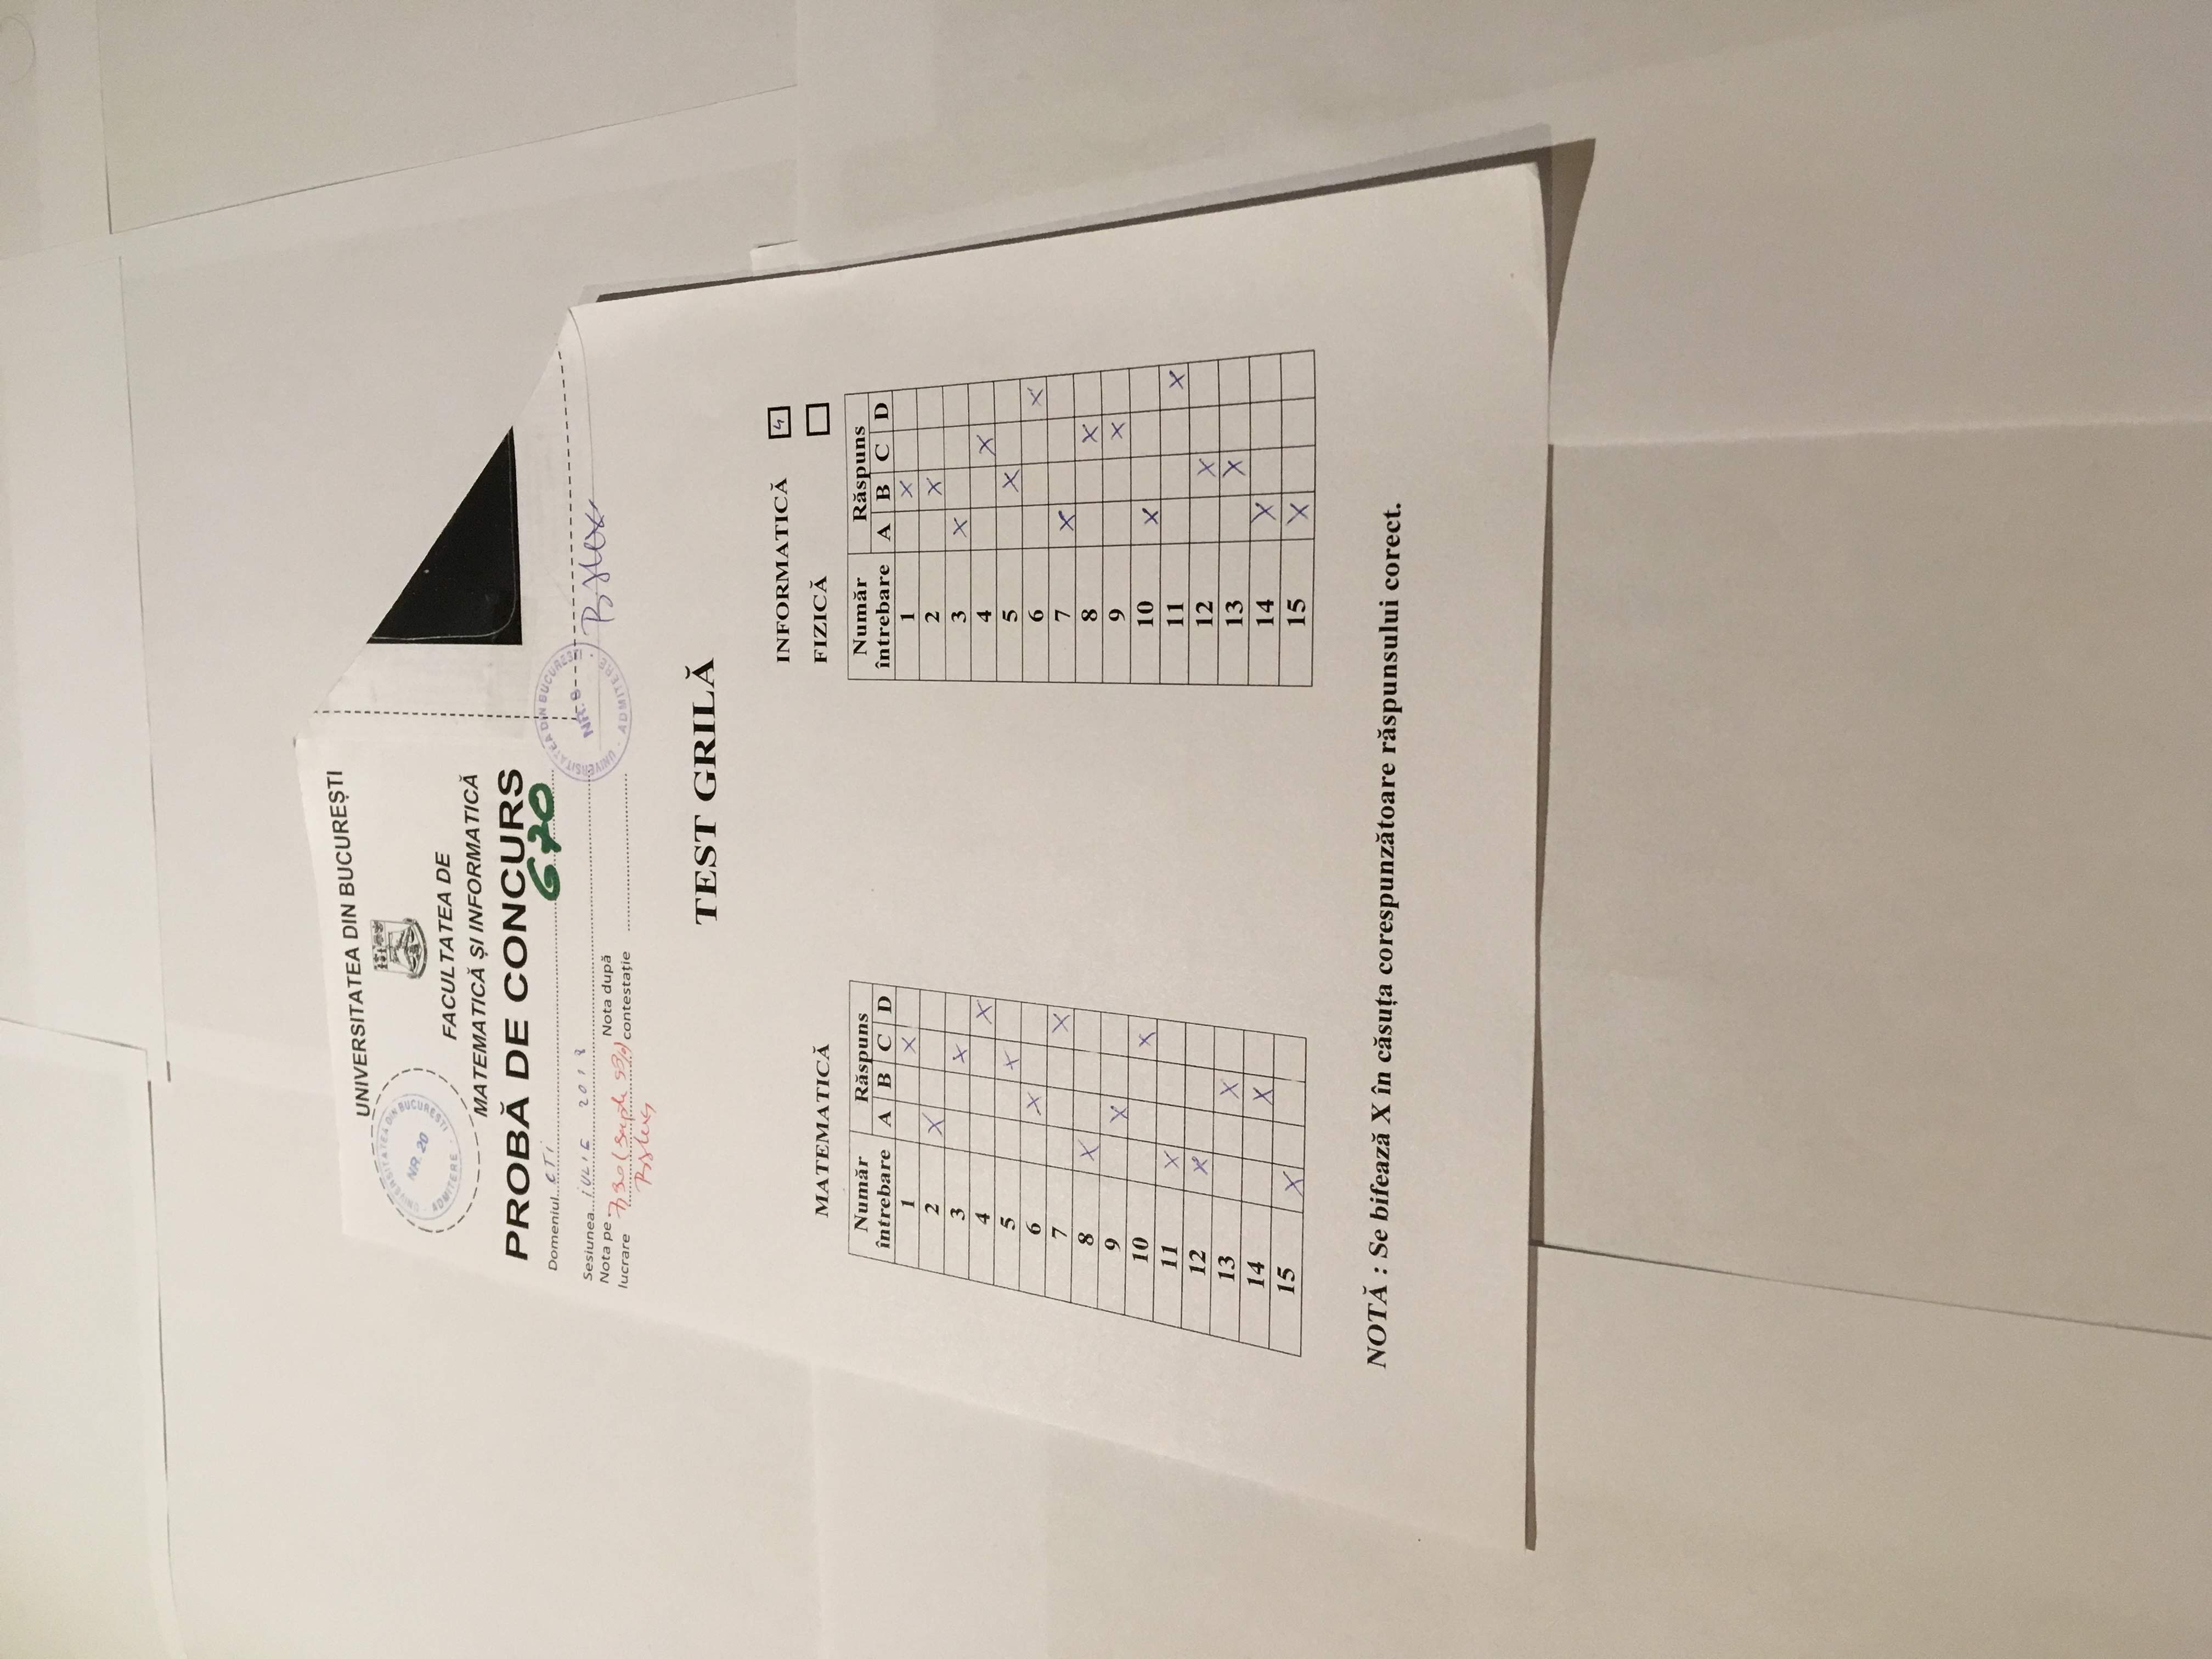 UNIVERSITATEA DIN BUCUREȘTI
UNIVERSITATEA DIN BUCUREȘTI
NR. 20
ADMITERE
FACULTATEA DE
MATEMATICĂ ȘI INFORMATICĂ
PROBĂ DE CONCURS
Domeniul CTI
670
Sesiunea IULIE 2018
Nota pe lucrare 7,30
Nota după contestație
UNIVERSITATEA DIN BUCUREȘTI
NR. 8
ADMITERE
TEST GRILĂ
INFORMATICĂ 4
FIZICĂ
MATEMATICĂ
Număr întrebare Răspuns
A B C D
1 X
2 X
3 X
4 X
5 X
6 X
7 X
8 X
9 X
10 X
11 X
12 X
13 X
14 X
15 X
Număr întrebare Răspuns
A B C D
1 X
2 X
3 X
4 X
5 X
6 X
7 X
8 X
9 X
10 X
11 X
12 X
13 X
14 X
15 X
NOTĂ : Se bifează X în căsuța corespunzătoare răspunsului corect.